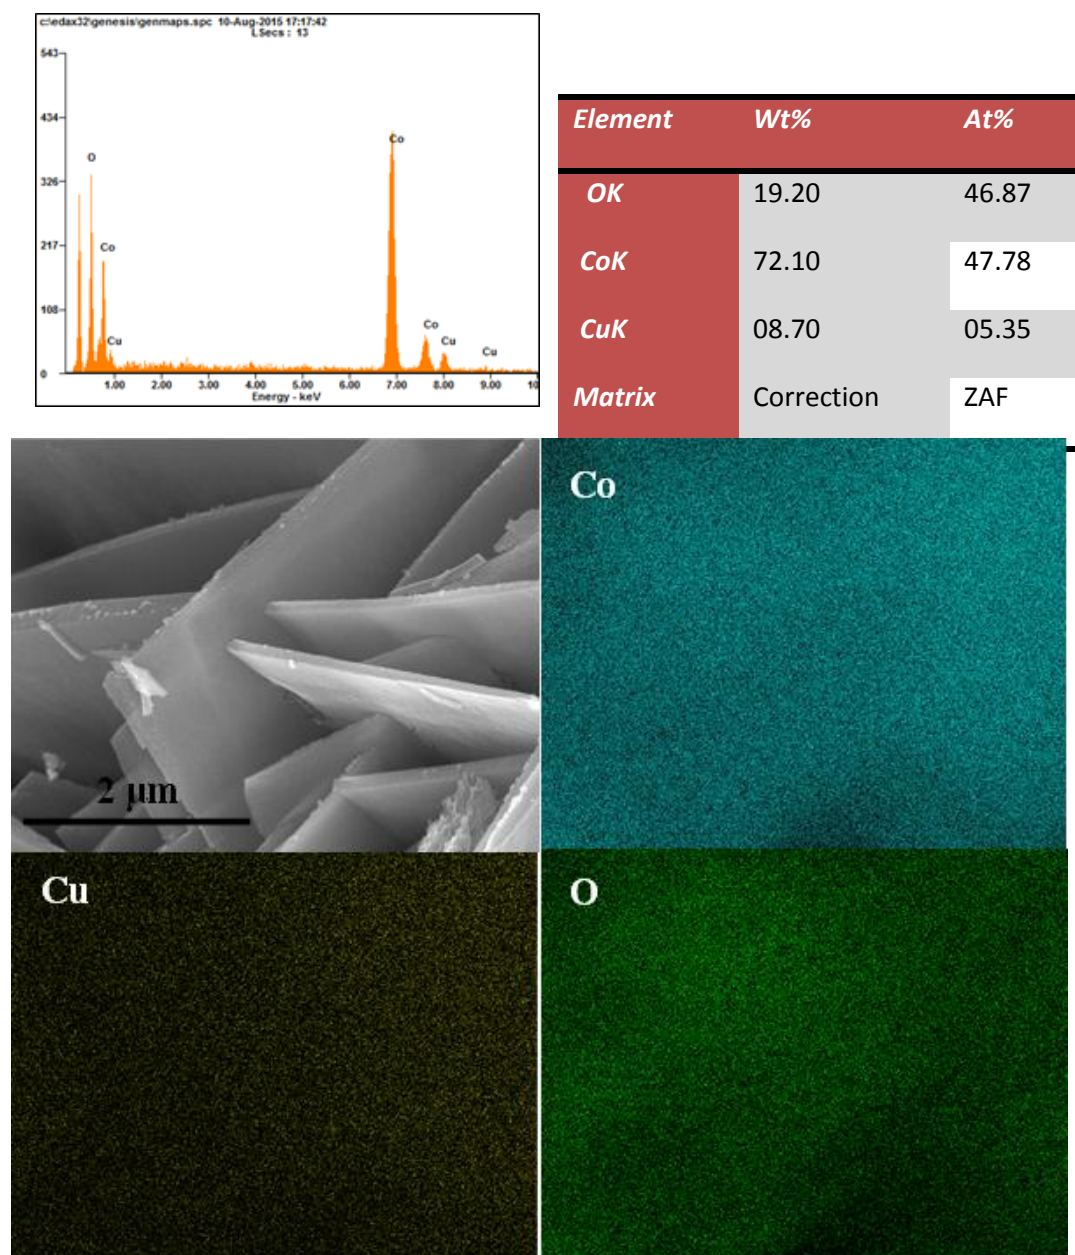 c:\edax32\genesis\genmaps.spc 10-Aug-2015 17:17:42
LSecs : 13
543
434
326
217
108
0
O
Co
Cu
Co
Co
Cu
Cu
1.00 2.00 3.00 4.00 5.00 6.00 7.00 8.00 9.00 10
Energy - keV
Element Wt% At%
OK 19.20 46.87
CoK 72.10 47.78
CuK 08.70 05.35
Matrix Correction ZAF
2 μm
Co
Cu
O